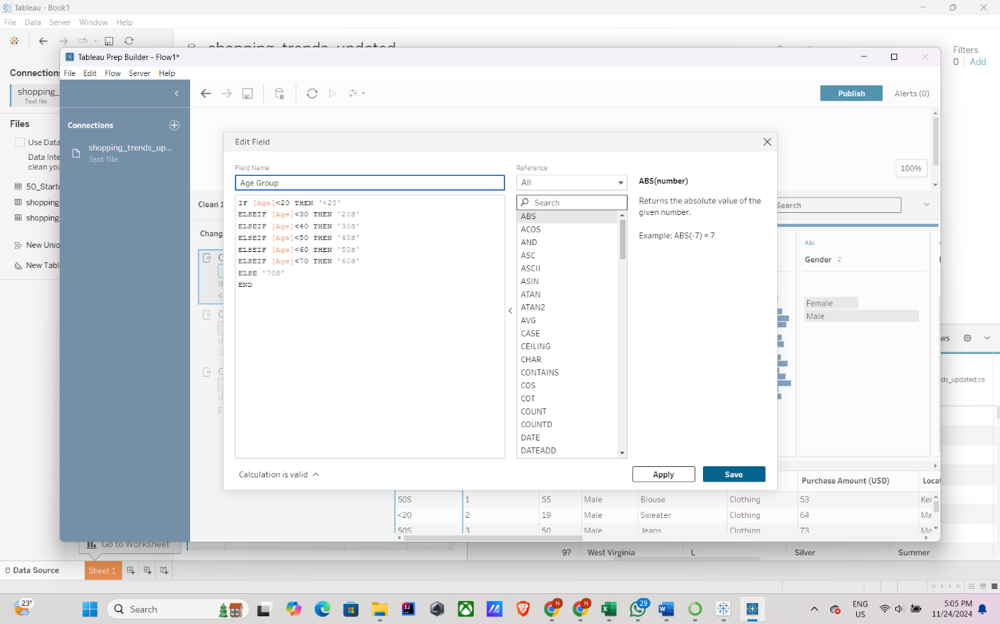 Tableau - Book1
File Data Server Window Help
shopping_trends_updated
Connections
shopping_
Text file
Files
Use Data
Data Inte
clean you
50_Startu
shopping
shopping
New Unio
New Tabl
Filters
0 Add
Tableau Prep Builder - Flow1*
File Edit Flow Server Help
Publish
Alerts (0)
Connections
shopping_trends_up...
Text file
100%
Clean 1
Search
Chang
Edit Field
Field Name
Age Group
IF [Age]<20 THEN '<20'
ELSEIF [Age]<30 THEN '20S'
ELSEIF [Age]<40 THEN '30S'
ELSEIF [Age]<50 THEN '40S'
ELSEIF [Age]<60 THEN '50S'
ELSEIF [Age]<70 THEN '60S'
ELSE '70S'
END
Reference
All
Search
ABS
ACOS
AND
ASC
ASCII
ASIN
ATAN
ATAN2
AVG
CASE
CEILING
CHAR
CONTAINS
COS
COT
COUNT
COUNTD
DATE
DATEADD
ABS(number)
Returns the absolute value of the
given number.
Example: ABS(-7) = 7
Calculation is valid
Apply
Save
Abc
Gender 2
Female
Male
ws
ds_updated.csv
Purchase Amount (USD) Locat
50S 1 55 Male Blouse Clothing 53 Ken
<20 2 19 Male Sweater Clothing 64 Ma
50S 3 50 Male Jeans Clothing 73 Ma
Go to Worksheet
97 West Virginia L Silver Summer
Data Source
Sheet 1
23°
Search
29
ENG
US
5:05 PM
11/24/2024